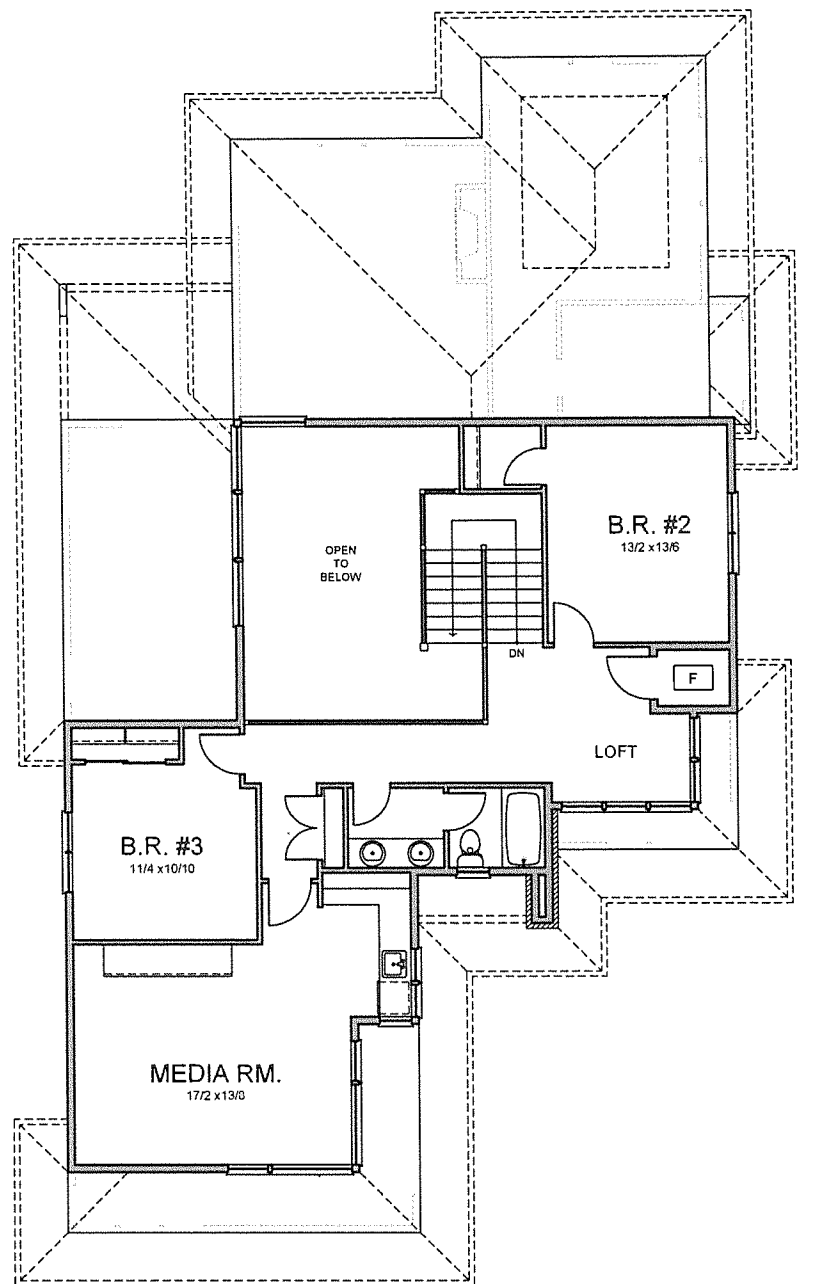 B.R. #2
13/2 x13/6
OPEN
TO
BELOW
DN
F
LOFT
B.R. #3
11/4 x10/10
MEDIA RM.
17/2 x13/8